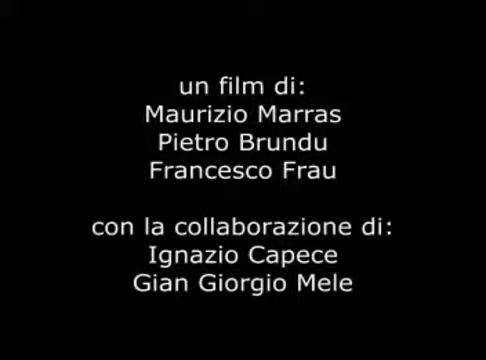 un film di:
Maurizio Marras
Pietro Brundu
Francesco Frau
con la collaborazione di:
Ignazio Capece
Gian Giorgio Mele